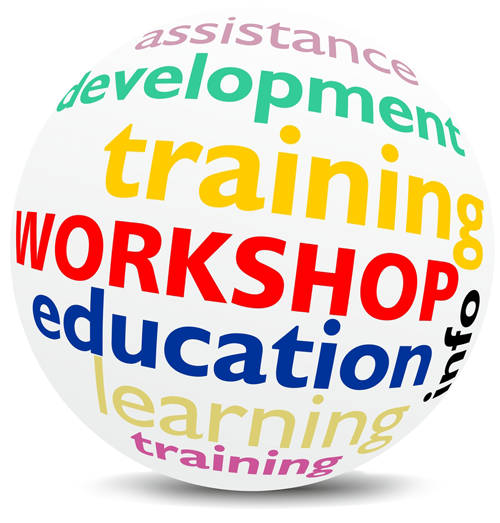 assistance
development
training
WORKSHOP
info
education
learning
training